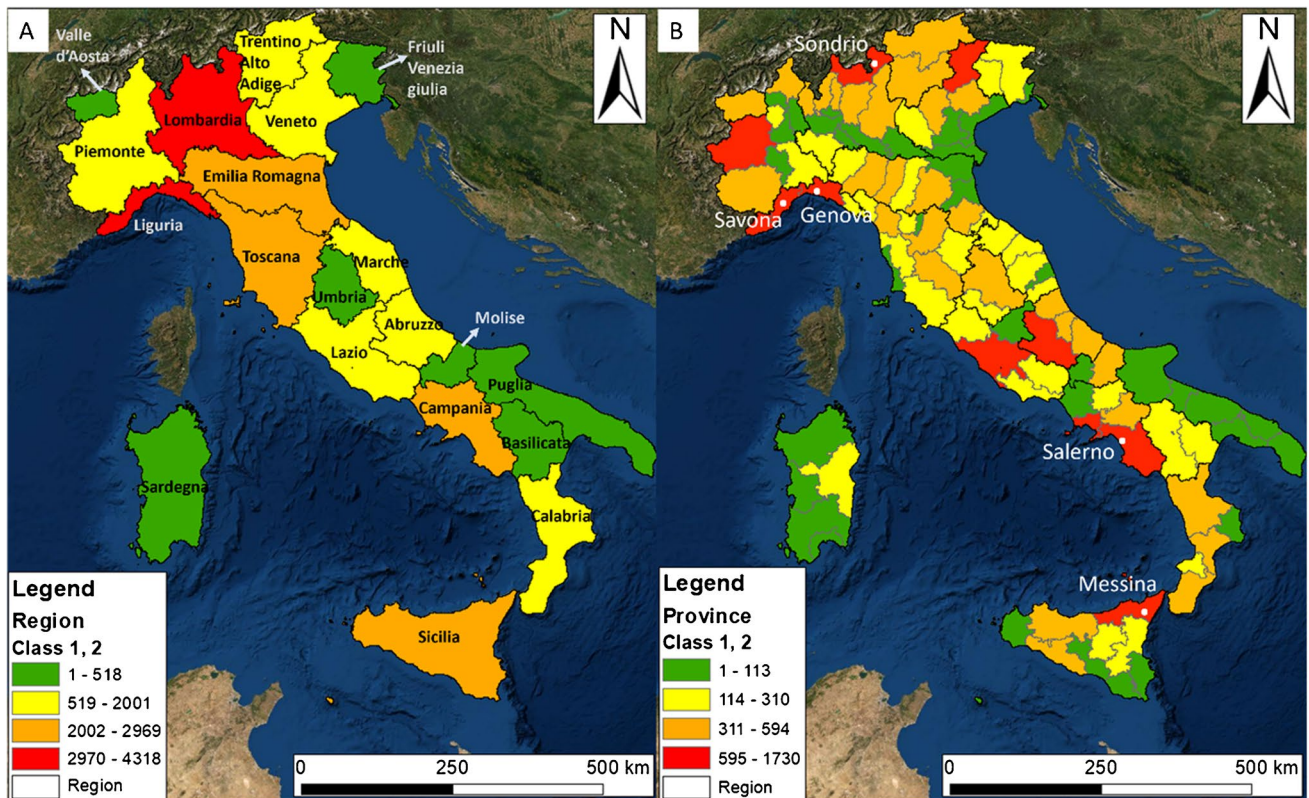 A
N
Valle
d'Aosta
Trentino
Alto
Adige
Friuli
Venezia
giulia
Lombardia
Veneto
Piemonte
Emilia Romagna
Liguria
Toscana
Marche
Umbria
Abruzzo
Molise
Lazio
Puglia
Campania
Basilicata
Sardegna
Calabria
Sicilia
Legend
Region
Class 1, 2
1 - 518
519 - 2001
2002 - 2969
2970 - 4318
Region
0 250 500 km
B
N
Sondrio
Savona
Genova
Salerno
Messina
Legend
Province
Class 1, 2
1 - 113
114 - 310
311 - 594
595 - 1730
Region
0 250 500 km